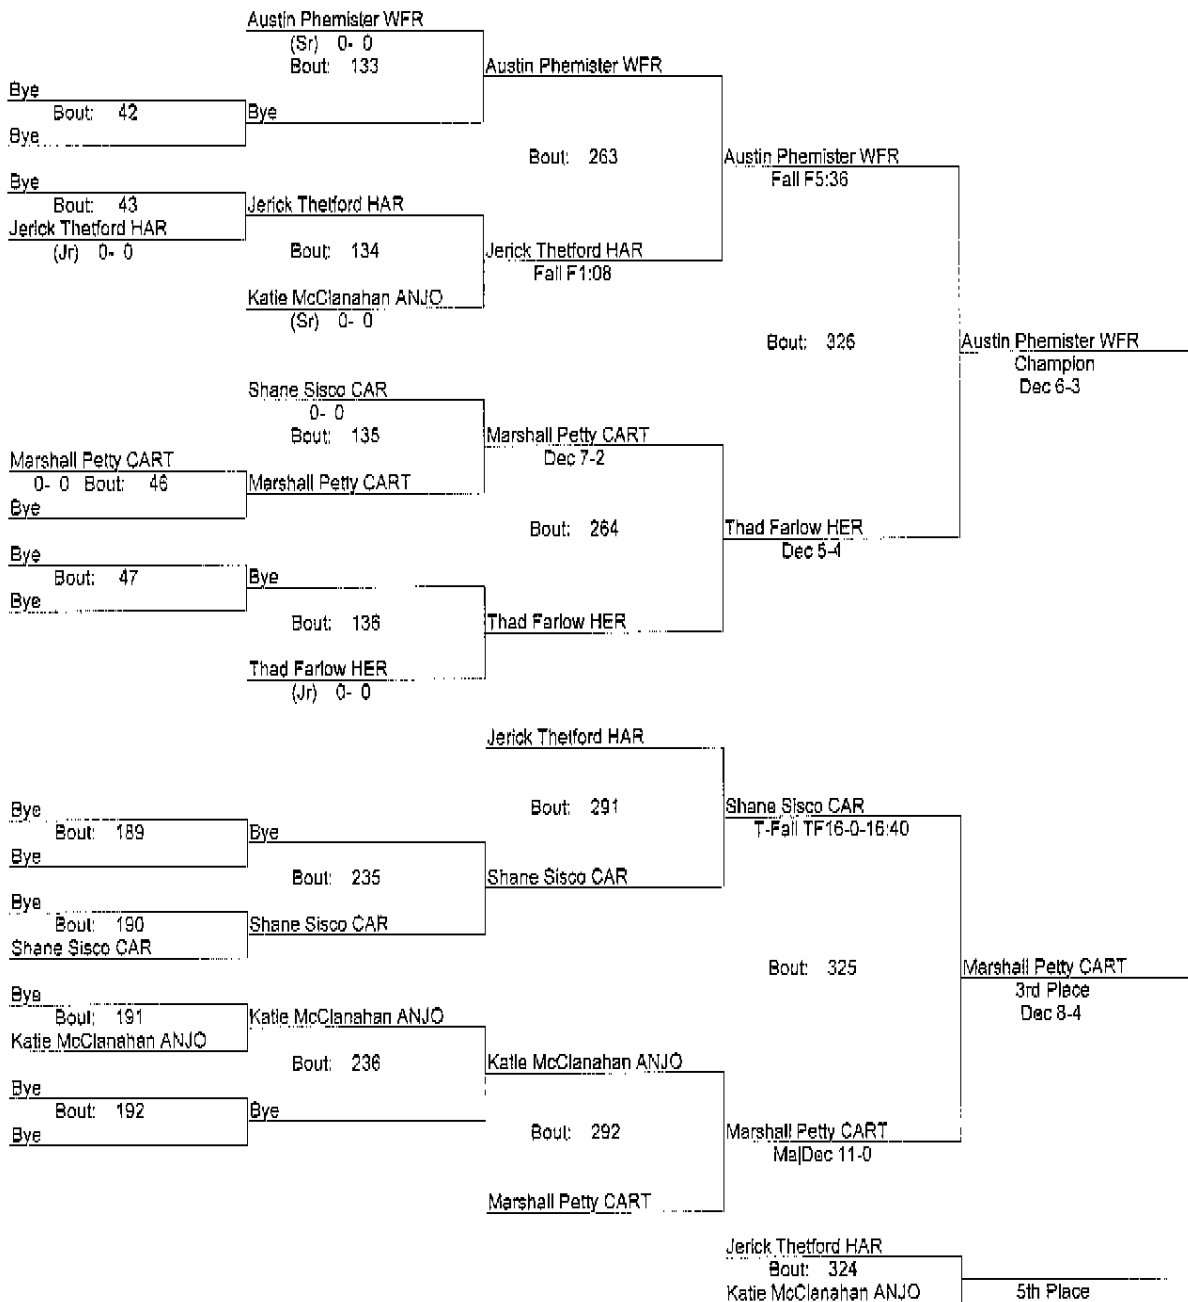 Austin Phemister WFR
(Sr) 0- 0
Bout: 133
Austin Phemister WFR
Bye
Bout: 42
Bye
Bye
Bout: 263
Austin Phemister WFR
Fall F5:36
Bye
Bout: 43
Jerick Thetford HAR
Jerick Thetford HAR
(Jr) 0- 0
Bout: 134
Jerick Thetford HAR
Fall F1:08
Katie McClanahan ANJO
(Sr) 0- 0
Bout: 326
Austin Phemister WFR
Champion
Dec 6-3
Shane Sisco CAR
0- 0
Bout: 135
Marshall Petty CART
Dec 7-2
Marshall Petty CART
0- 0 Bout: 46
Marshall Petty CART
Bye
Bout: 264
Thad Farlow HER
Dec 5-4
Bye
Bout: 47
Bye
Bye
Bout: 136
Thad Farlow HER
Thad Farlow HER
(Jr) 0- 0
Jerick Thetford HAR
Bout: 291
Shane Sisco CAR
T-Fall TF16-0-16:40
Bye
Bout: 189
Bye
Bye
Bout: 235
Shane Sisco CAR
Bye
Bout: 190
Shane Sisco CAR
Shane Sisco CAR
Bout: 325
Marshall Petty CART
3rd Place
Dec 8-4
Bye
Bout: 191
Katie McClanahan ANJO
Katie McClanahan ANJO
Bout: 236
Katie McClanahan ANJO
Bye
Bout: 192
Bye
Bye
Bout: 292
Marshall Petty CART
MajDec 11-0
Marshall Petty CART
Jerick Thetford HAR
Bout: 324
Katie McClanahan ANJO
5th Place